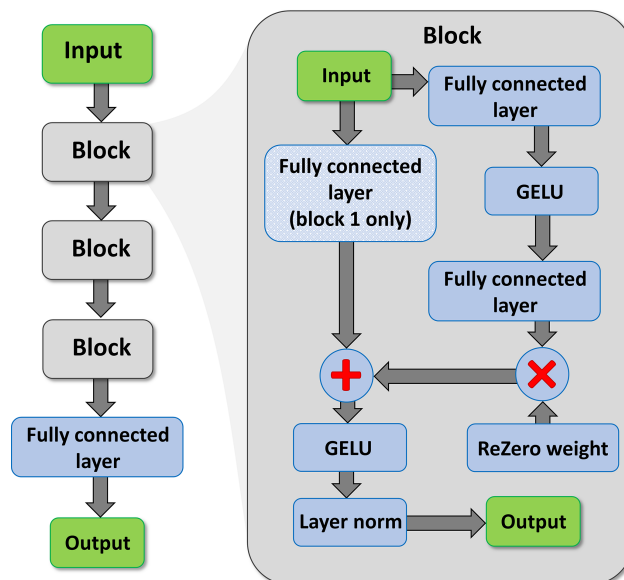 Input
Block
Block
Block
Fully connected
layer
Output
Block
Input
Fully connected
layer
Fully connected
layer
(block 1 only)
GELU
Fully connected
layer
GELU
ReZero weight
Layer norm
Output